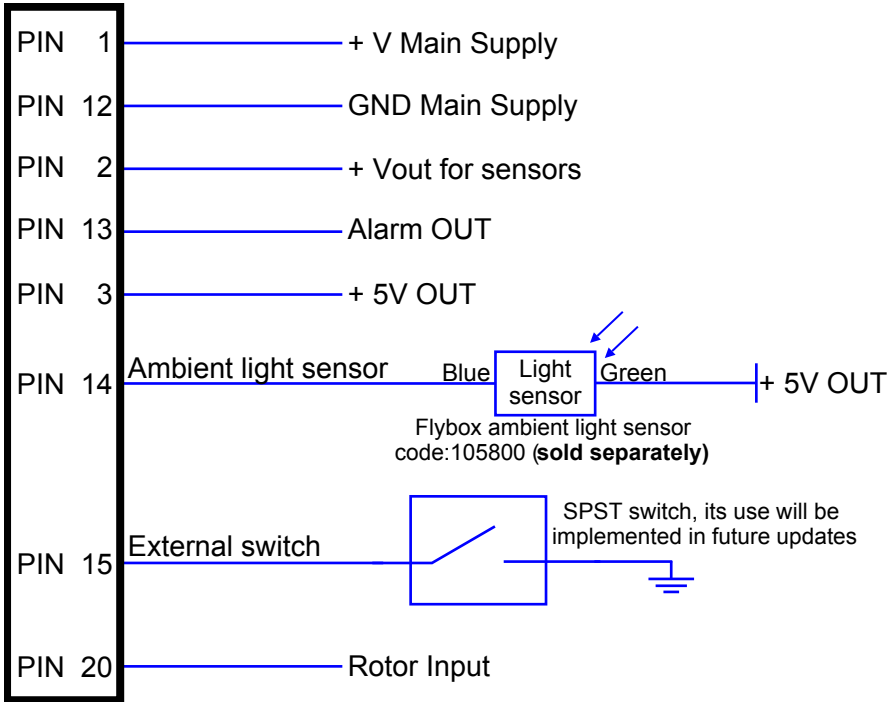 PIN 1 + V Main Supply
PIN 12 GND Main Supply
PIN 2 + Vout for sensors
PIN 13 Alarm OUT
PIN 3 + 5V OUT
PIN 14 Ambient light sensor Blue Light sensor Green + 5V OUT
Flybox ambient light sensor
code:105800 (sold separately)
SPST switch, its use will be
implemented in future updates
PIN 15 External switch
PIN 20 Rotor Input